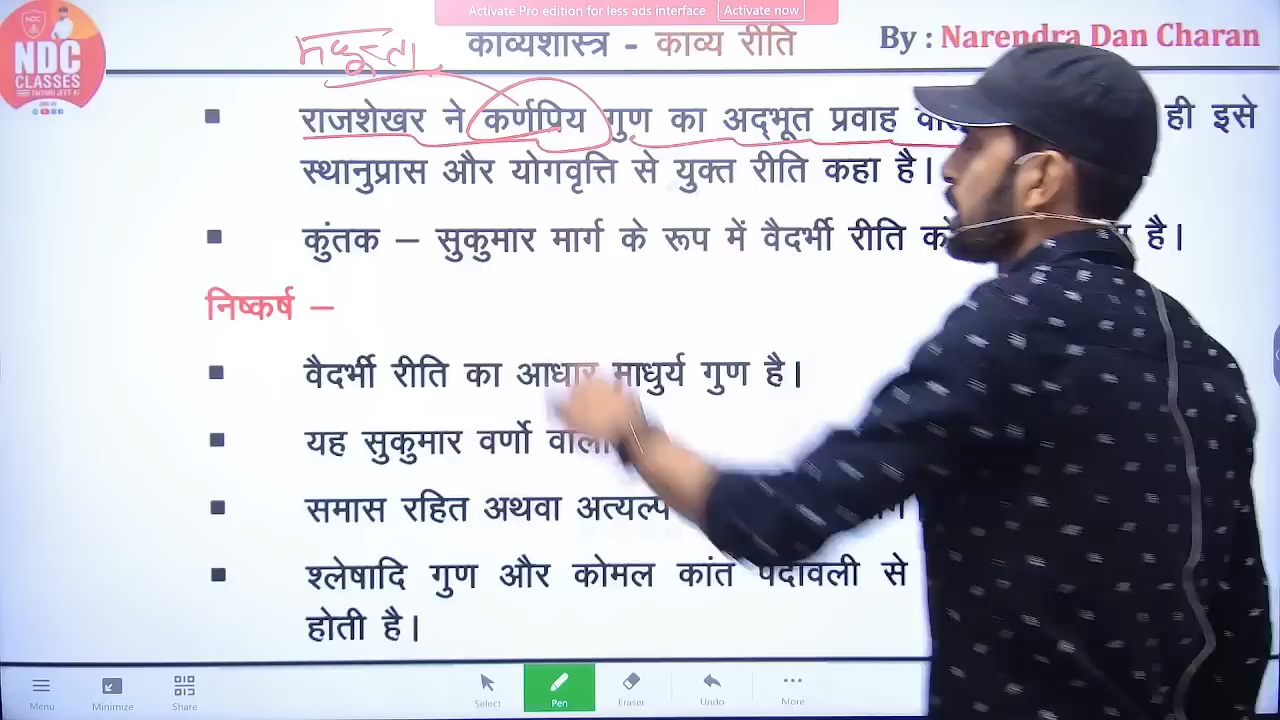 Activate Pro edition for less ads interface Activate now
NDC
CLASSES
काव्यशास्त्र - काव्य रीति
By : Narendra Dan Charan
राजशेखर ने कर्णप्रिय गुण का अद्भूत प्रवाह ही इसे
स्थानुप्रास और योगवृत्ति से युक्त रीति कहा है।
कुंतक – सुकुमार मार्ग के रूप में वैदर्भी रीति है।
निष्कर्ष –
वैदर्भी रीति का आधार माधुर्य गुण है।
यह सुकुमार वर्णो वाली
समास रहित अथवा अत्यल्प
श्लेषादि गुण और कोमल कांत पदावली से
होती है।
Menu Minimize Share Select Pen Eraser Undo More